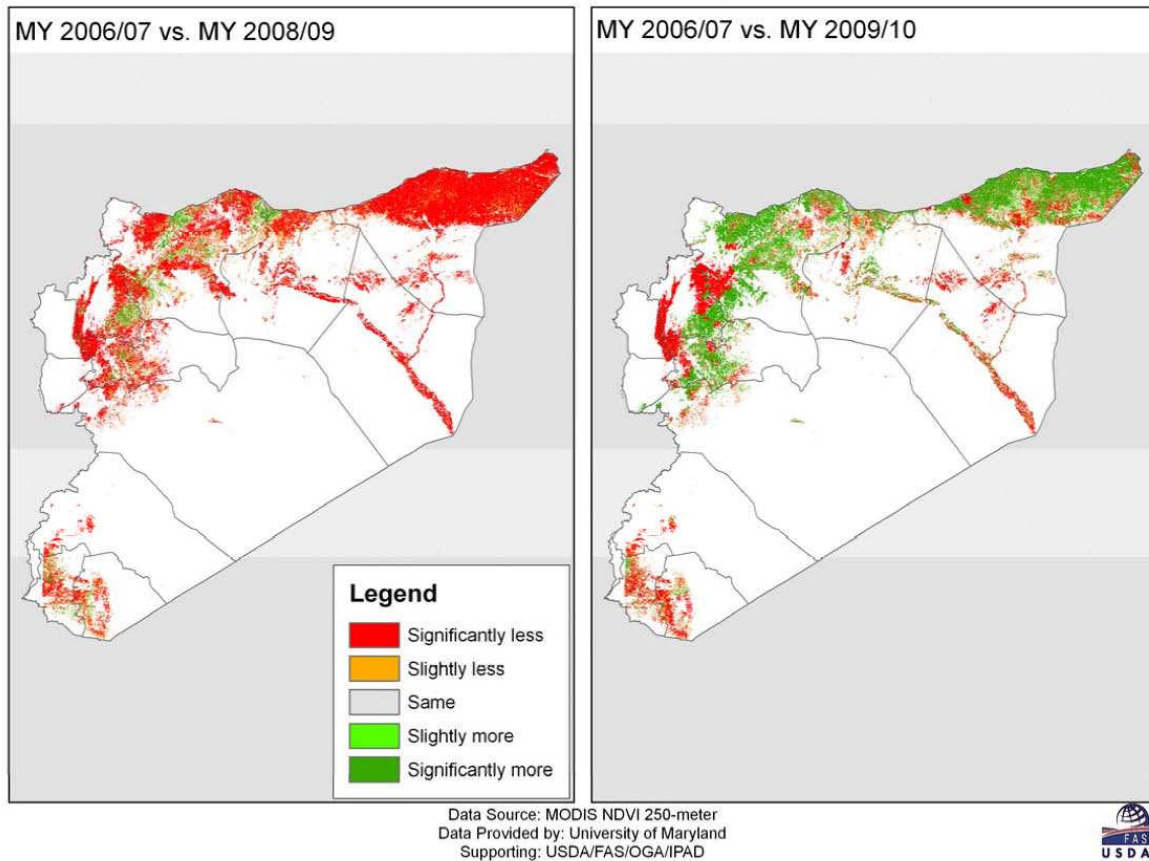 MY 2006/07 vs. MY 2008/09
MY 2006/07 vs. MY 2009/10
Legend
Significantly less
Slightly less
Same
Slightly more
Significantly more
Data Source: MODIS NDVI 250-meter
Data Provided by: University of Maryland
Supporting: USDA/FAS/OGA/IPAD
FAS
USDA